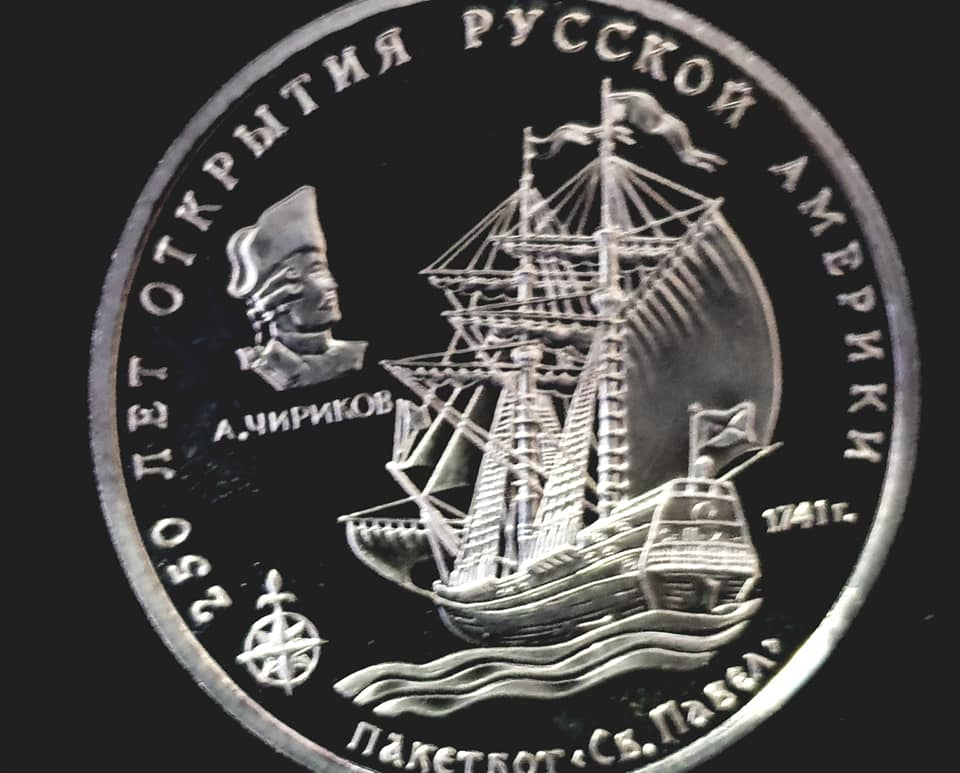 250 ЛЕТ ОТКРЫТИЯ РУССКОЙ АМЕРИКИ
А.ЧИРИКОВ
1741г.
ПАКЕТБОТ «СВ. ПАВЕЛ»